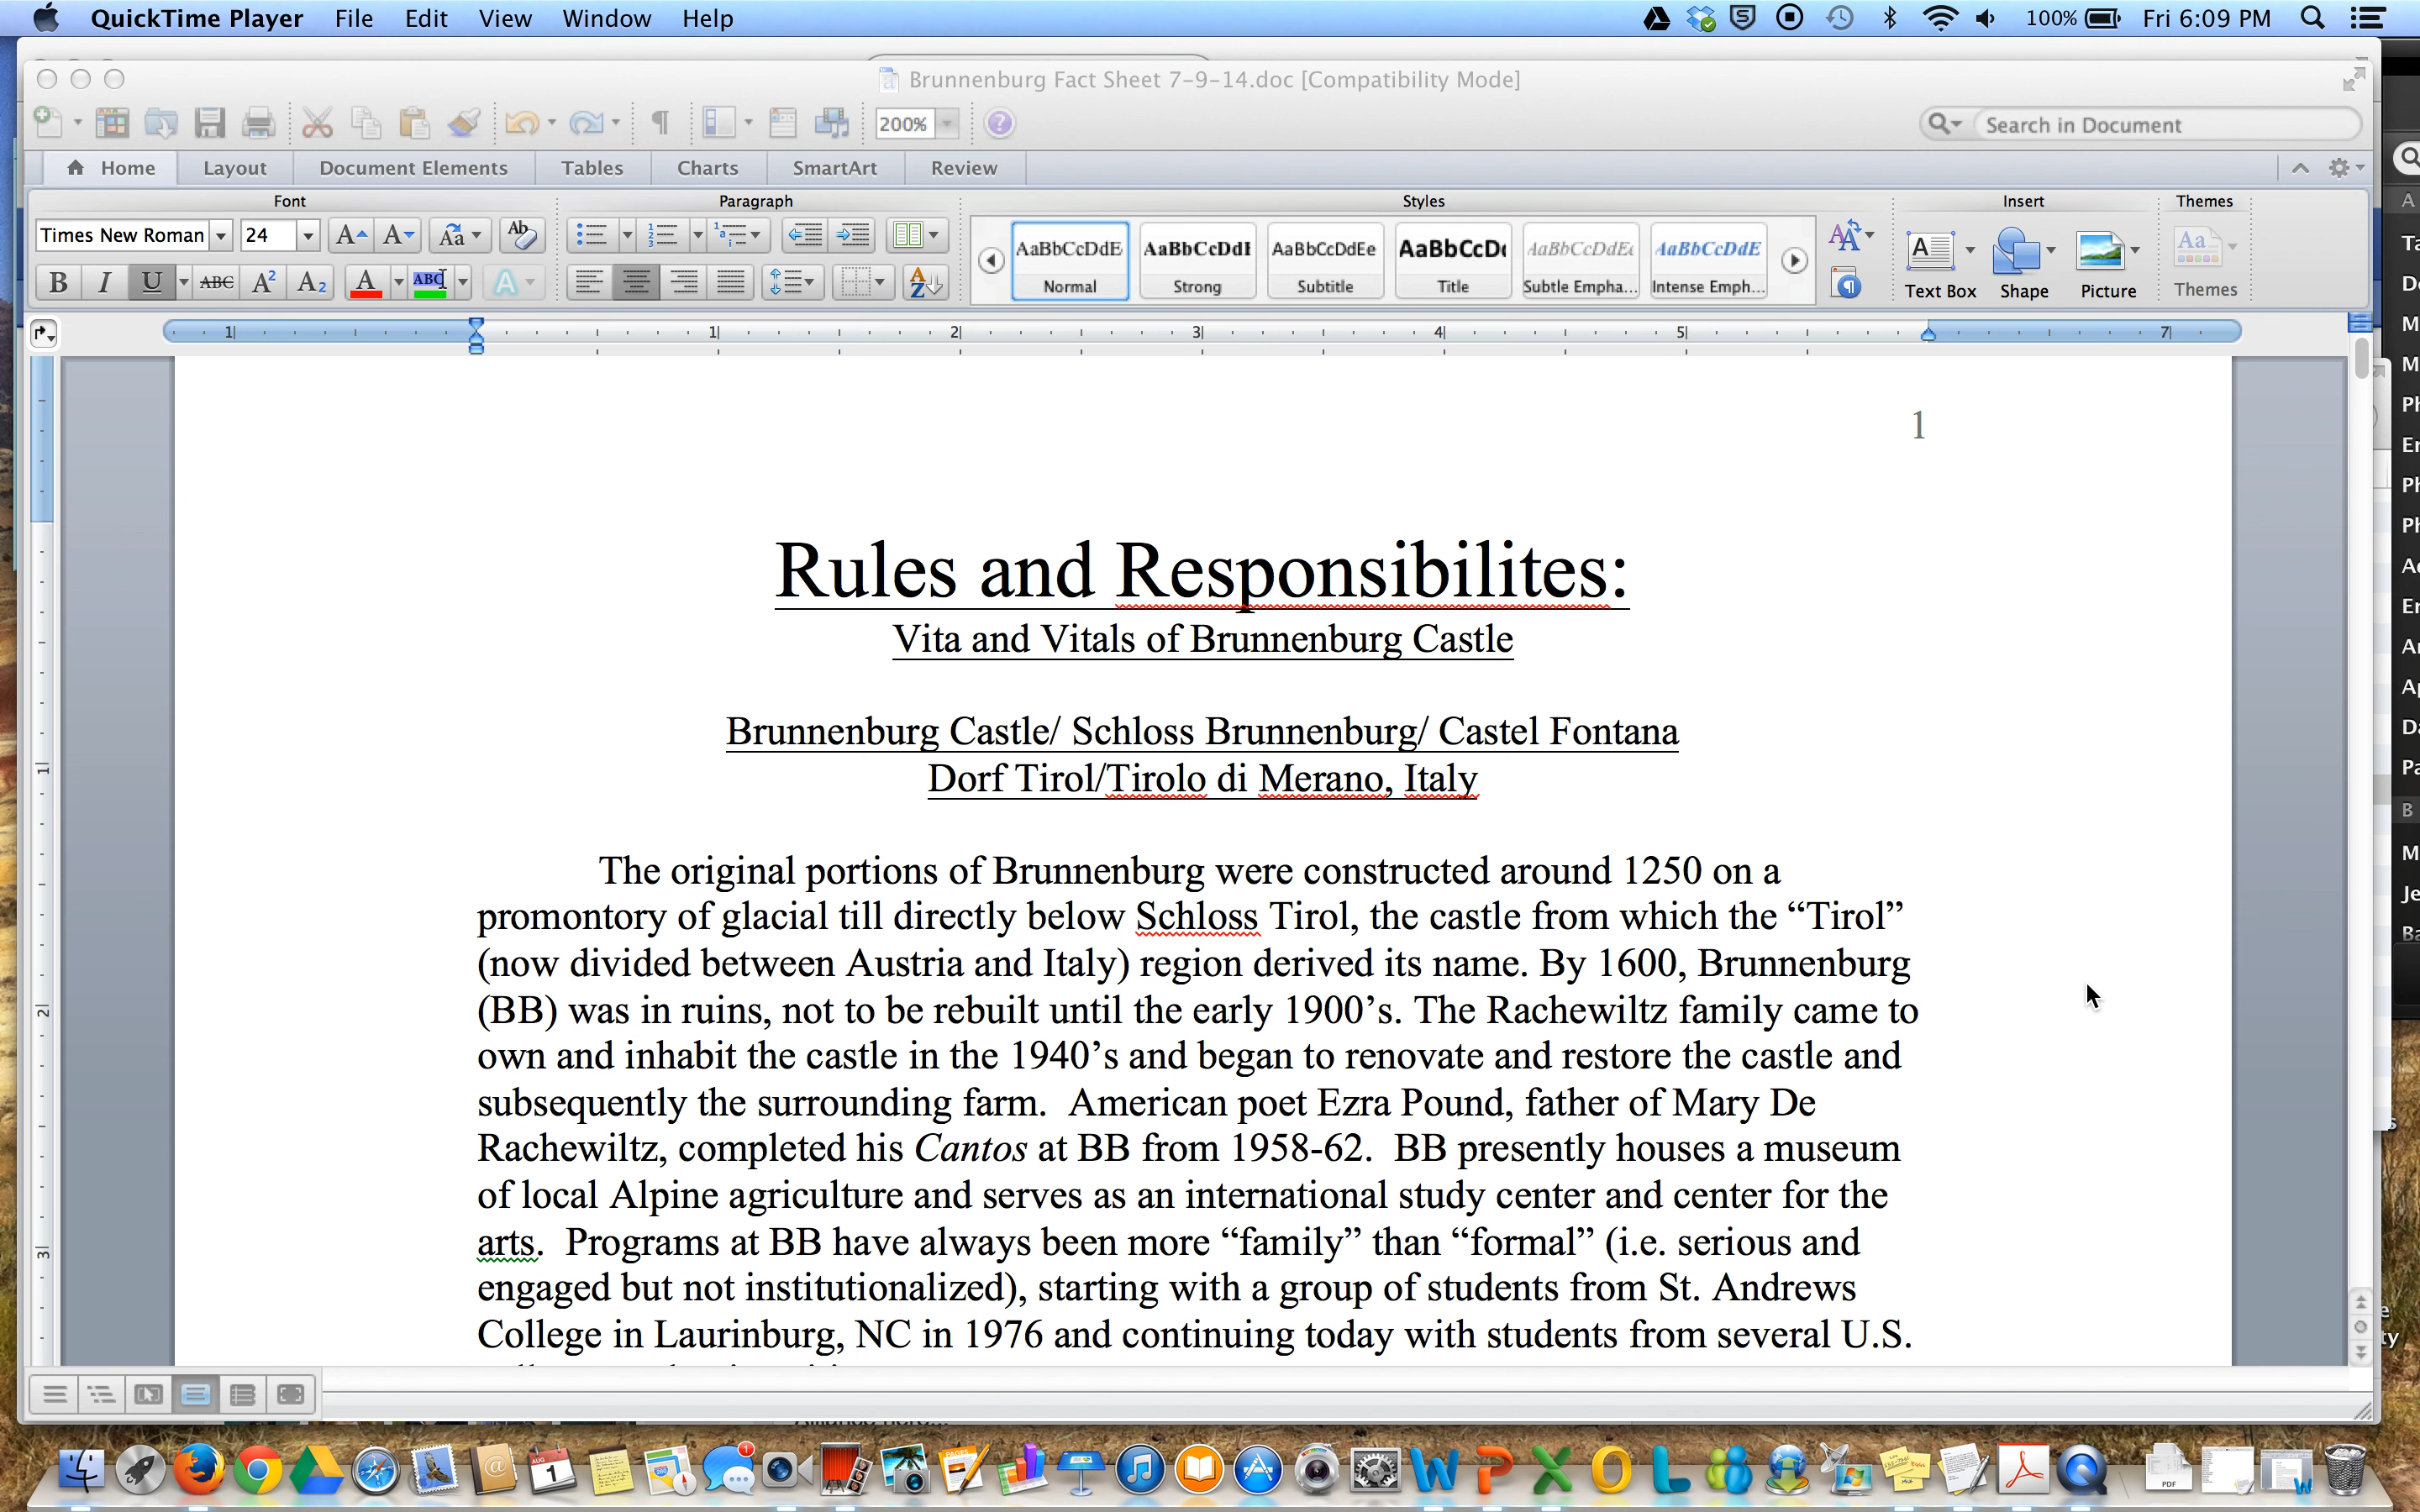 QuickTime Player File Edit View Window Help 100% Fri 6:09 PM
Brunnenburg Fact Sheet 7-9-14.doc [Compatibility Mode]
200% Search in Document
Home Layout Document Elements Tables Charts SmartArt Review
Font Paragraph Styles Insert Themes
Times New Roman 24
AaBbCcDdE AaBbCcDdI AaBbCcDdEe AaBbCcDc AaBbCcDdEe AaBbCcDdE
Normal Strong Subtitle Title Subtle Empha... Intense Emph...
Text Box Shape Picture Themes
1 1 2 3 4 5 7
1
Rules and Responsibilites:
Vita and Vitals of Brunnenburg Castle
Brunnenburg Castle/ Schloss Brunnenburg/ Castel Fontana
Dorf Tirol/Tirolo di Merano, Italy
The original portions of Brunnenburg were constructed around 1250 on a
promontory of glacial till directly below Schloss Tirol, the castle from which the “Tirol”
(now divided between Austria and Italy) region derived its name. By 1600, Brunnenburg
(BB) was in ruins, not to be rebuilt until the early 1900’s. The Rachewiltz family came to
own and inhabit the castle in the 1940’s and began to renovate and restore the castle and
subsequently the surrounding farm.  American poet Ezra Pound, father of Mary De
Rachewiltz, completed his Cantos at BB from 1958-62.  BB presently houses a museum
of local Alpine agriculture and serves as an international study center and center for the
arts.  Programs at BB have always been more “family” than “formal” (i.e. serious and
engaged but not institutionalized), starting with a group of students from St. Andrews
College in Laurinburg, NC in 1976 and continuing today with students from several U.S.